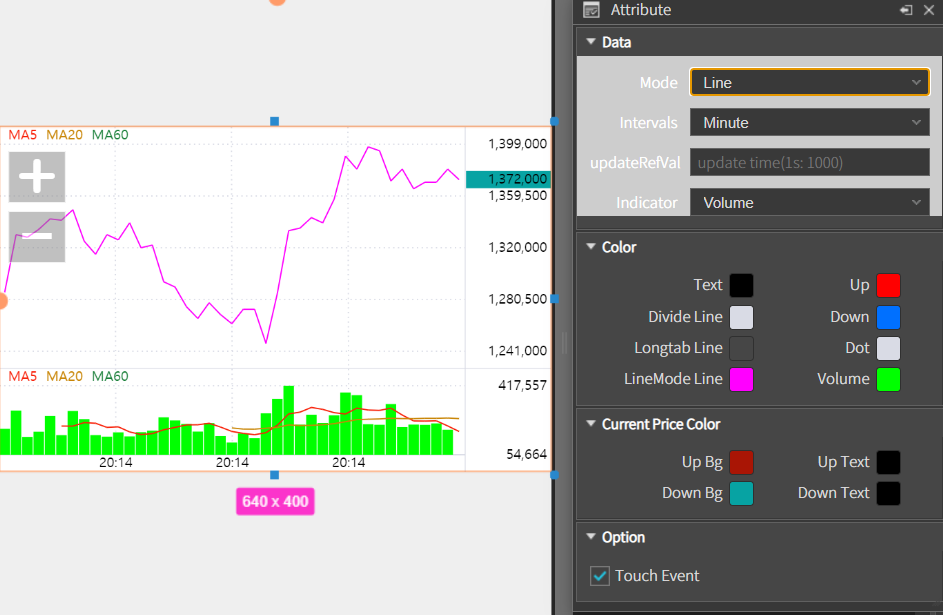 Attribute
Data
Mode Line
Intervals Minute
updateRefVal update time(1s: 1000)
Indicator Volume
Color
Text Up
Divide Line Down
Longtab Line Dot
LineMode Line Volume
Current Price Color
Up Bg Up Text
Down Bg Down Text
Option
Touch Event
MA5 MA20 MA60
1,399,000
1,372,000
1,359,500
1,320,000
1,280,500
1,241,000
MA5 MA20 MA60
417,557
54,664
20:14 20:14 20:14
640 x 400